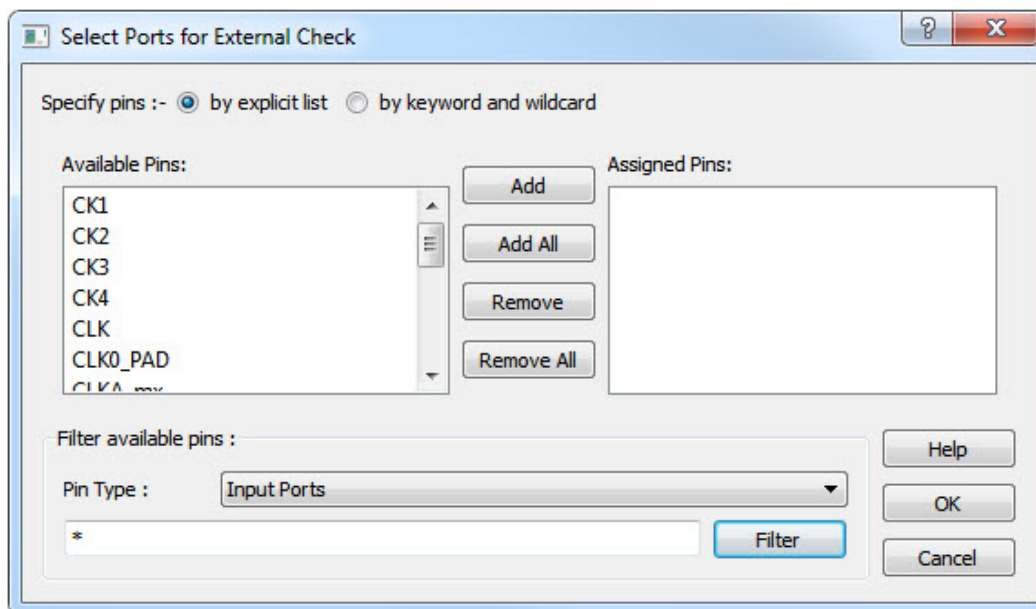 Select Ports for External Check
Specify pins :- by explicit list by keyword and wildcard
Available Pins:
Assigned Pins:
CK1
CK2
CK3
CK4
CLK
CLK0_PAD
CLKA_mx
Add
Add All
Remove
Remove All
Filter available pins :
Pin Type :
Input Ports
*
Filter
Help
OK
Cancel